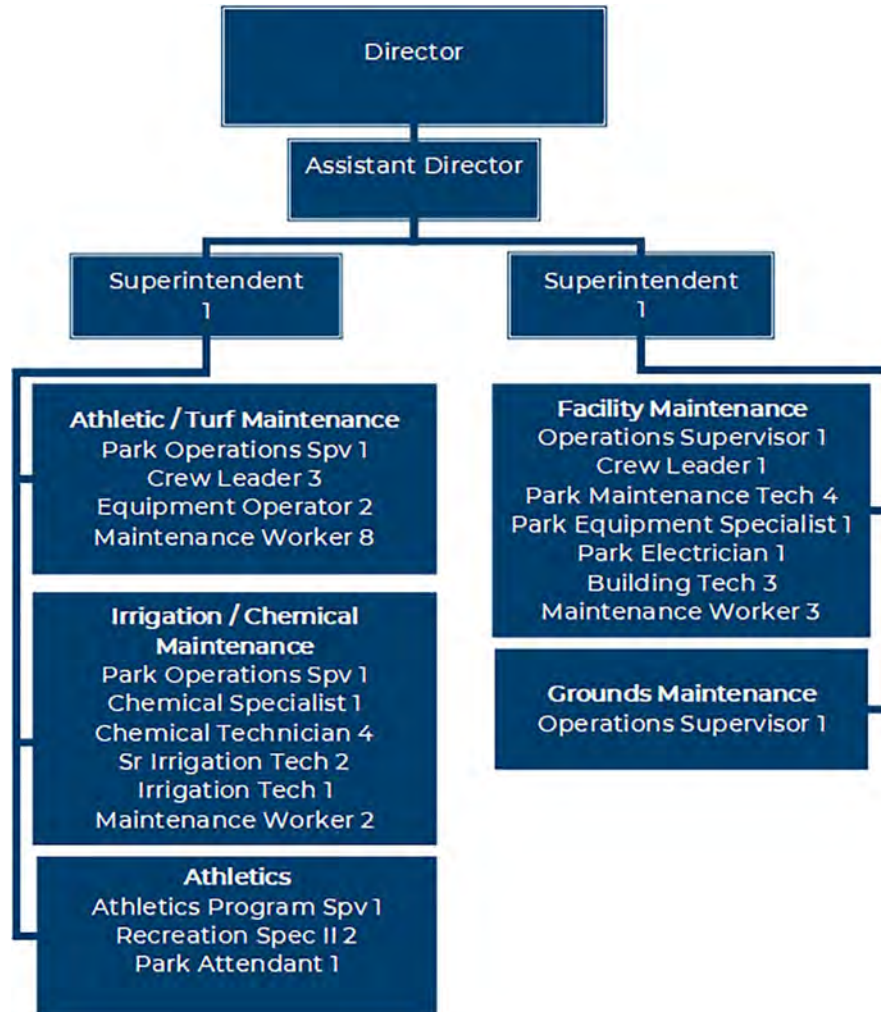 Director
Assistant Director
Superintendent
1
Superintendent
1
Athletic / Turf Maintenance
Park Operations Spv 1
Crew Leader 3
Equipment Operator 2
Maintenance Worker 8
Irrigation / Chemical
Maintenance
Park Operations Spv 1
Chemical Specialist 1
Chemical Technician 4
Sr Irrigation Tech 2
Irrigation Tech 1
Maintenance Worker 2
Athletics
Athletics Program Spv 1
Recreation Spec II 2
Park Attendant 1
Facility Maintenance
Operations Supervisor 1
Crew Leader 1
Park Maintenance Tech 4
Park Equipment Specialist 1
Park Electrician 1
Building Tech 3
Maintenance Worker 3
Grounds Maintenance
Operations Supervisor 1